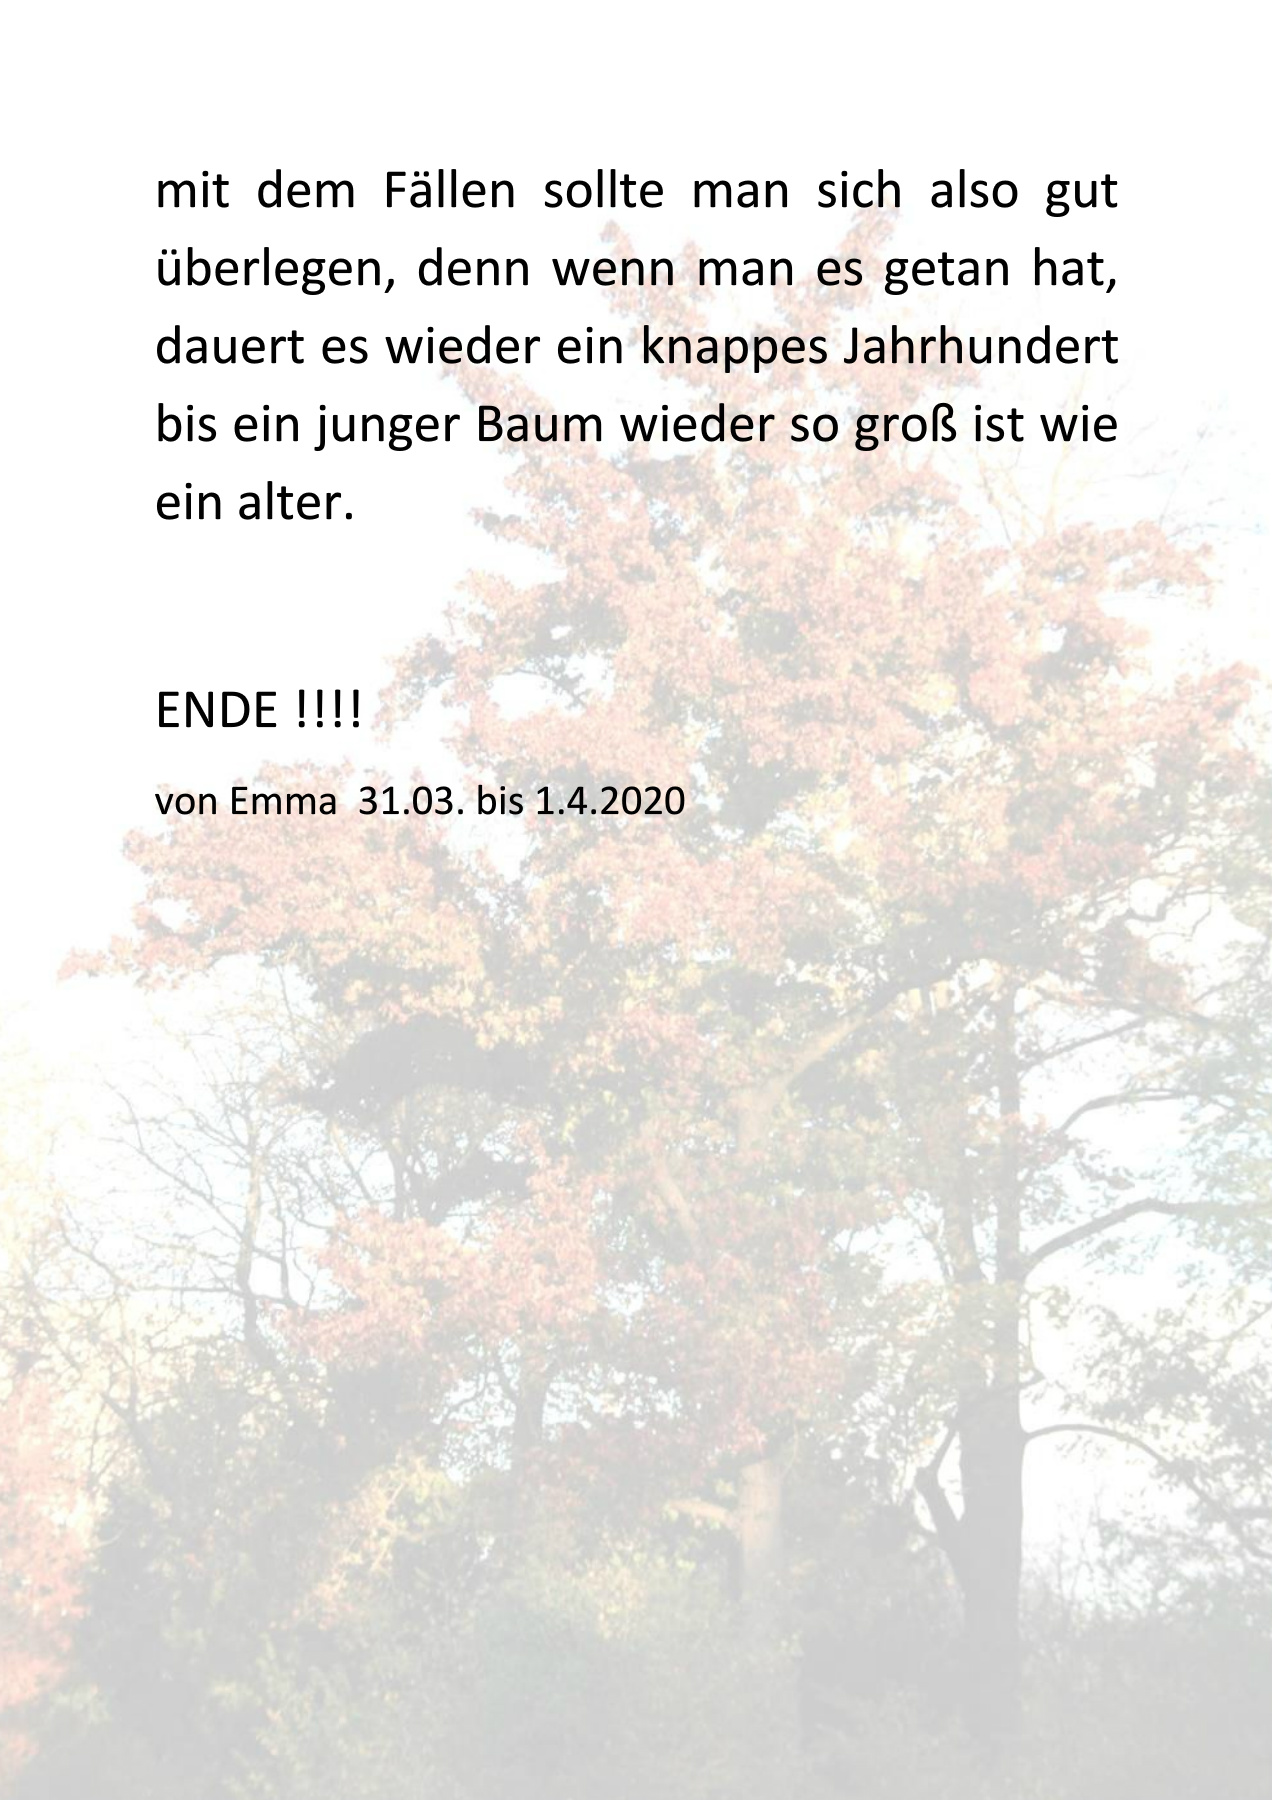 mit dem Fällen sollte man sich also gut
überlegen, denn wenn man es getan hat,
dauert es wieder ein knappes Jahrhundert
bis ein junger Baum wieder so groß ist wie
ein alter.
ENDE !!!!
von Emma  31.03. bis 1.4.2020